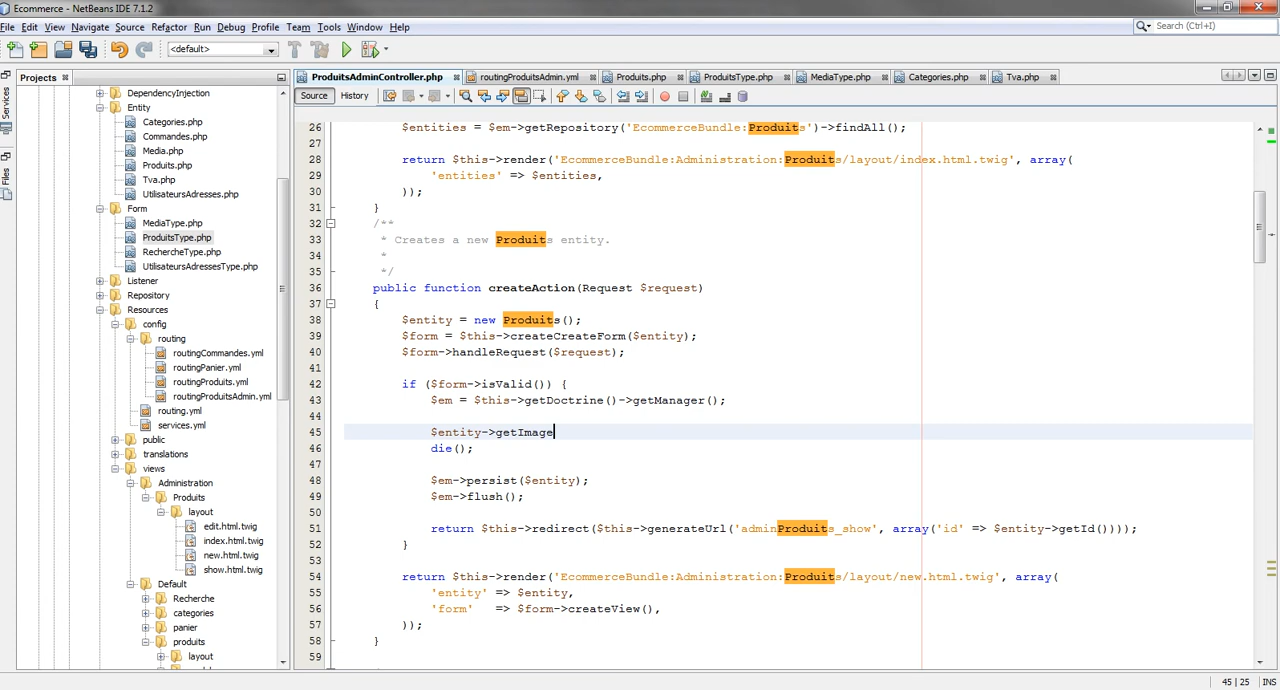 Ecommerce - NetBeans IDE 7.1.2
File Edit View Navigate Source Refactor Run Debug Profile Team Tools Window Help
Search (Ctrl+I)
<default>
Projects
ProduitsAdminController.php routingProduitsAdmin.yml Produits.php ProduitsType.php MediaType.php Categories.php Tva.php
Source History
Services
Files
DependencyInjection
Entity
Categories.php
Commandes.php
Media.php
Produits.php
Tva.php
UtilisateursAdresses.php
Form
MediaType.php
ProduitsType.php
RechercheType.php
UtilisateursAdressesType.php
Listener
Repository
Resources
config
routing
routingCommandes.yml
routingPanier.yml
routingProduits.yml
routingProduitsAdmin.yml
routing.yml
services.yml
public
translations
views
Administration
Produits
layout
edit.html.twig
index.html.twig
new.html.twig
show.html.twig
Default
Recherche
categories
panier
produits
layout
26 $entities = $em->getRepository('EcommerceBundle:Produits')->findAll();
27
28 return $this->render('EcommerceBundle:Administration:Produits/layout/index.html.twig', array(
29 'entities' => $entities,
30 ));
31 }
32 /**
33 * Creates a new Produits entity.
34 *
35 */
36 public function createAction(Request $request)
37 {
38 $entity = new Produits();
39 $form = $this->createCreateForm($entity);
40 $form->handleRequest($request);
41
42 if ($form->isValid()) {
43 $em = $this->getDoctrine()->getManager();
44
45 $entity->getImage
46 die();
47
48 $em->persist($entity);
49 $em->flush();
50
51 return $this->redirect($this->generateUrl('adminProduits_show', array('id' => $entity->getId())));
52 }
53
54 return $this->render('EcommerceBundle:Administration:Produits/layout/new.html.twig', array(
55 'entity' => $entity,
56 'form' => $form->createView(),
57 ));
58 }
59
45 | 25 INS